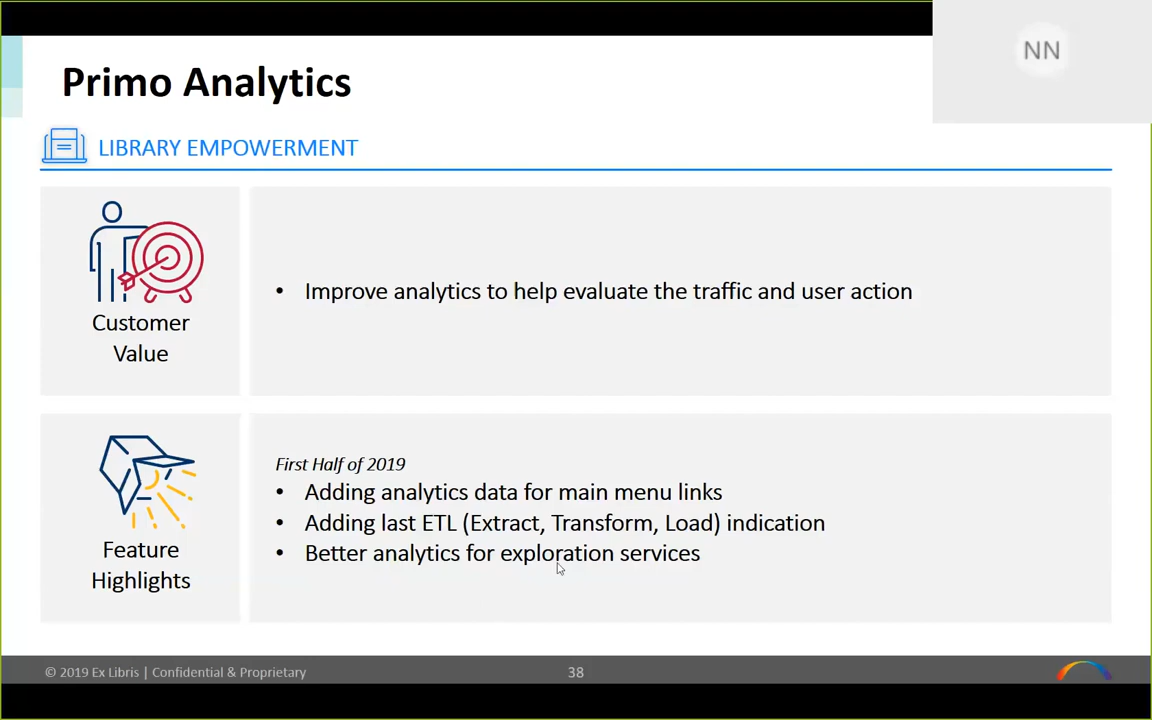 NN
Primo Analytics
LIBRARY EMPOWERMENT
Customer
Value
• Improve analytics to help evaluate the traffic and user action
Feature
Highlights
First Half of 2019
• Adding analytics data for main menu links
• Adding last ETL (Extract, Transform, Load) indication
• Better analytics for exploration services
© 2019 Ex Libris | Confidential & Proprietary
38